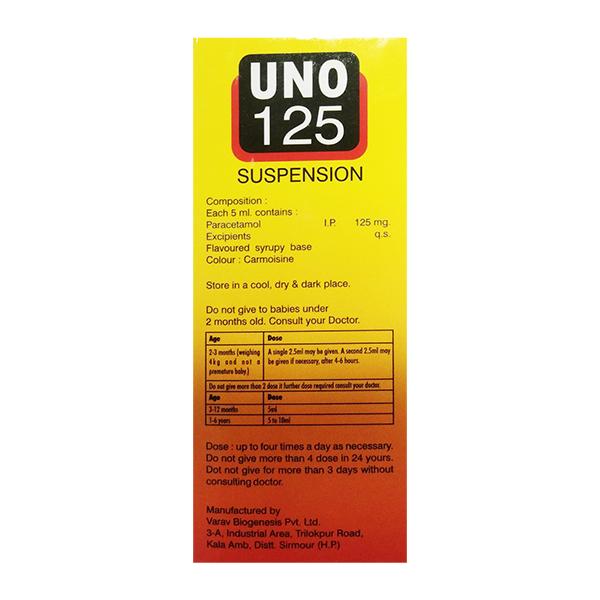 UNO
125
SUSPENSION
Composition :
Each 5 ml. contains :
Paracetamol I.P. 125 mg.
Excipients q.s.
Flavoured syrupy base
Colour : Carmoisine
Store in a cool, dry & dark place.
Do not give to babies under
2 months old. Consult your Doctor.
Age Dose
2-3 months (weighing A single 2.5ml may be given. A second 2.5ml may
4kg and not a be given if necessary, after 4-6 hours.
premature baby)
Do not give more than 2 dose it further dose required consult your doctor.
Age Dose
3-12 months 5ml
1-6 years 5 to 10ml
Dose : up to four times a day as necessary.
Do not give more than 4 dose in 24 yours.
Dot not give for more than 3 days without
consulting doctor.
Manufactured by
Varav Biogenesis Pvt. Ltd.
3-A, Industrial Area, Trilokpur Road,
Kala Amb, Distt. Sirmour (H.P.)